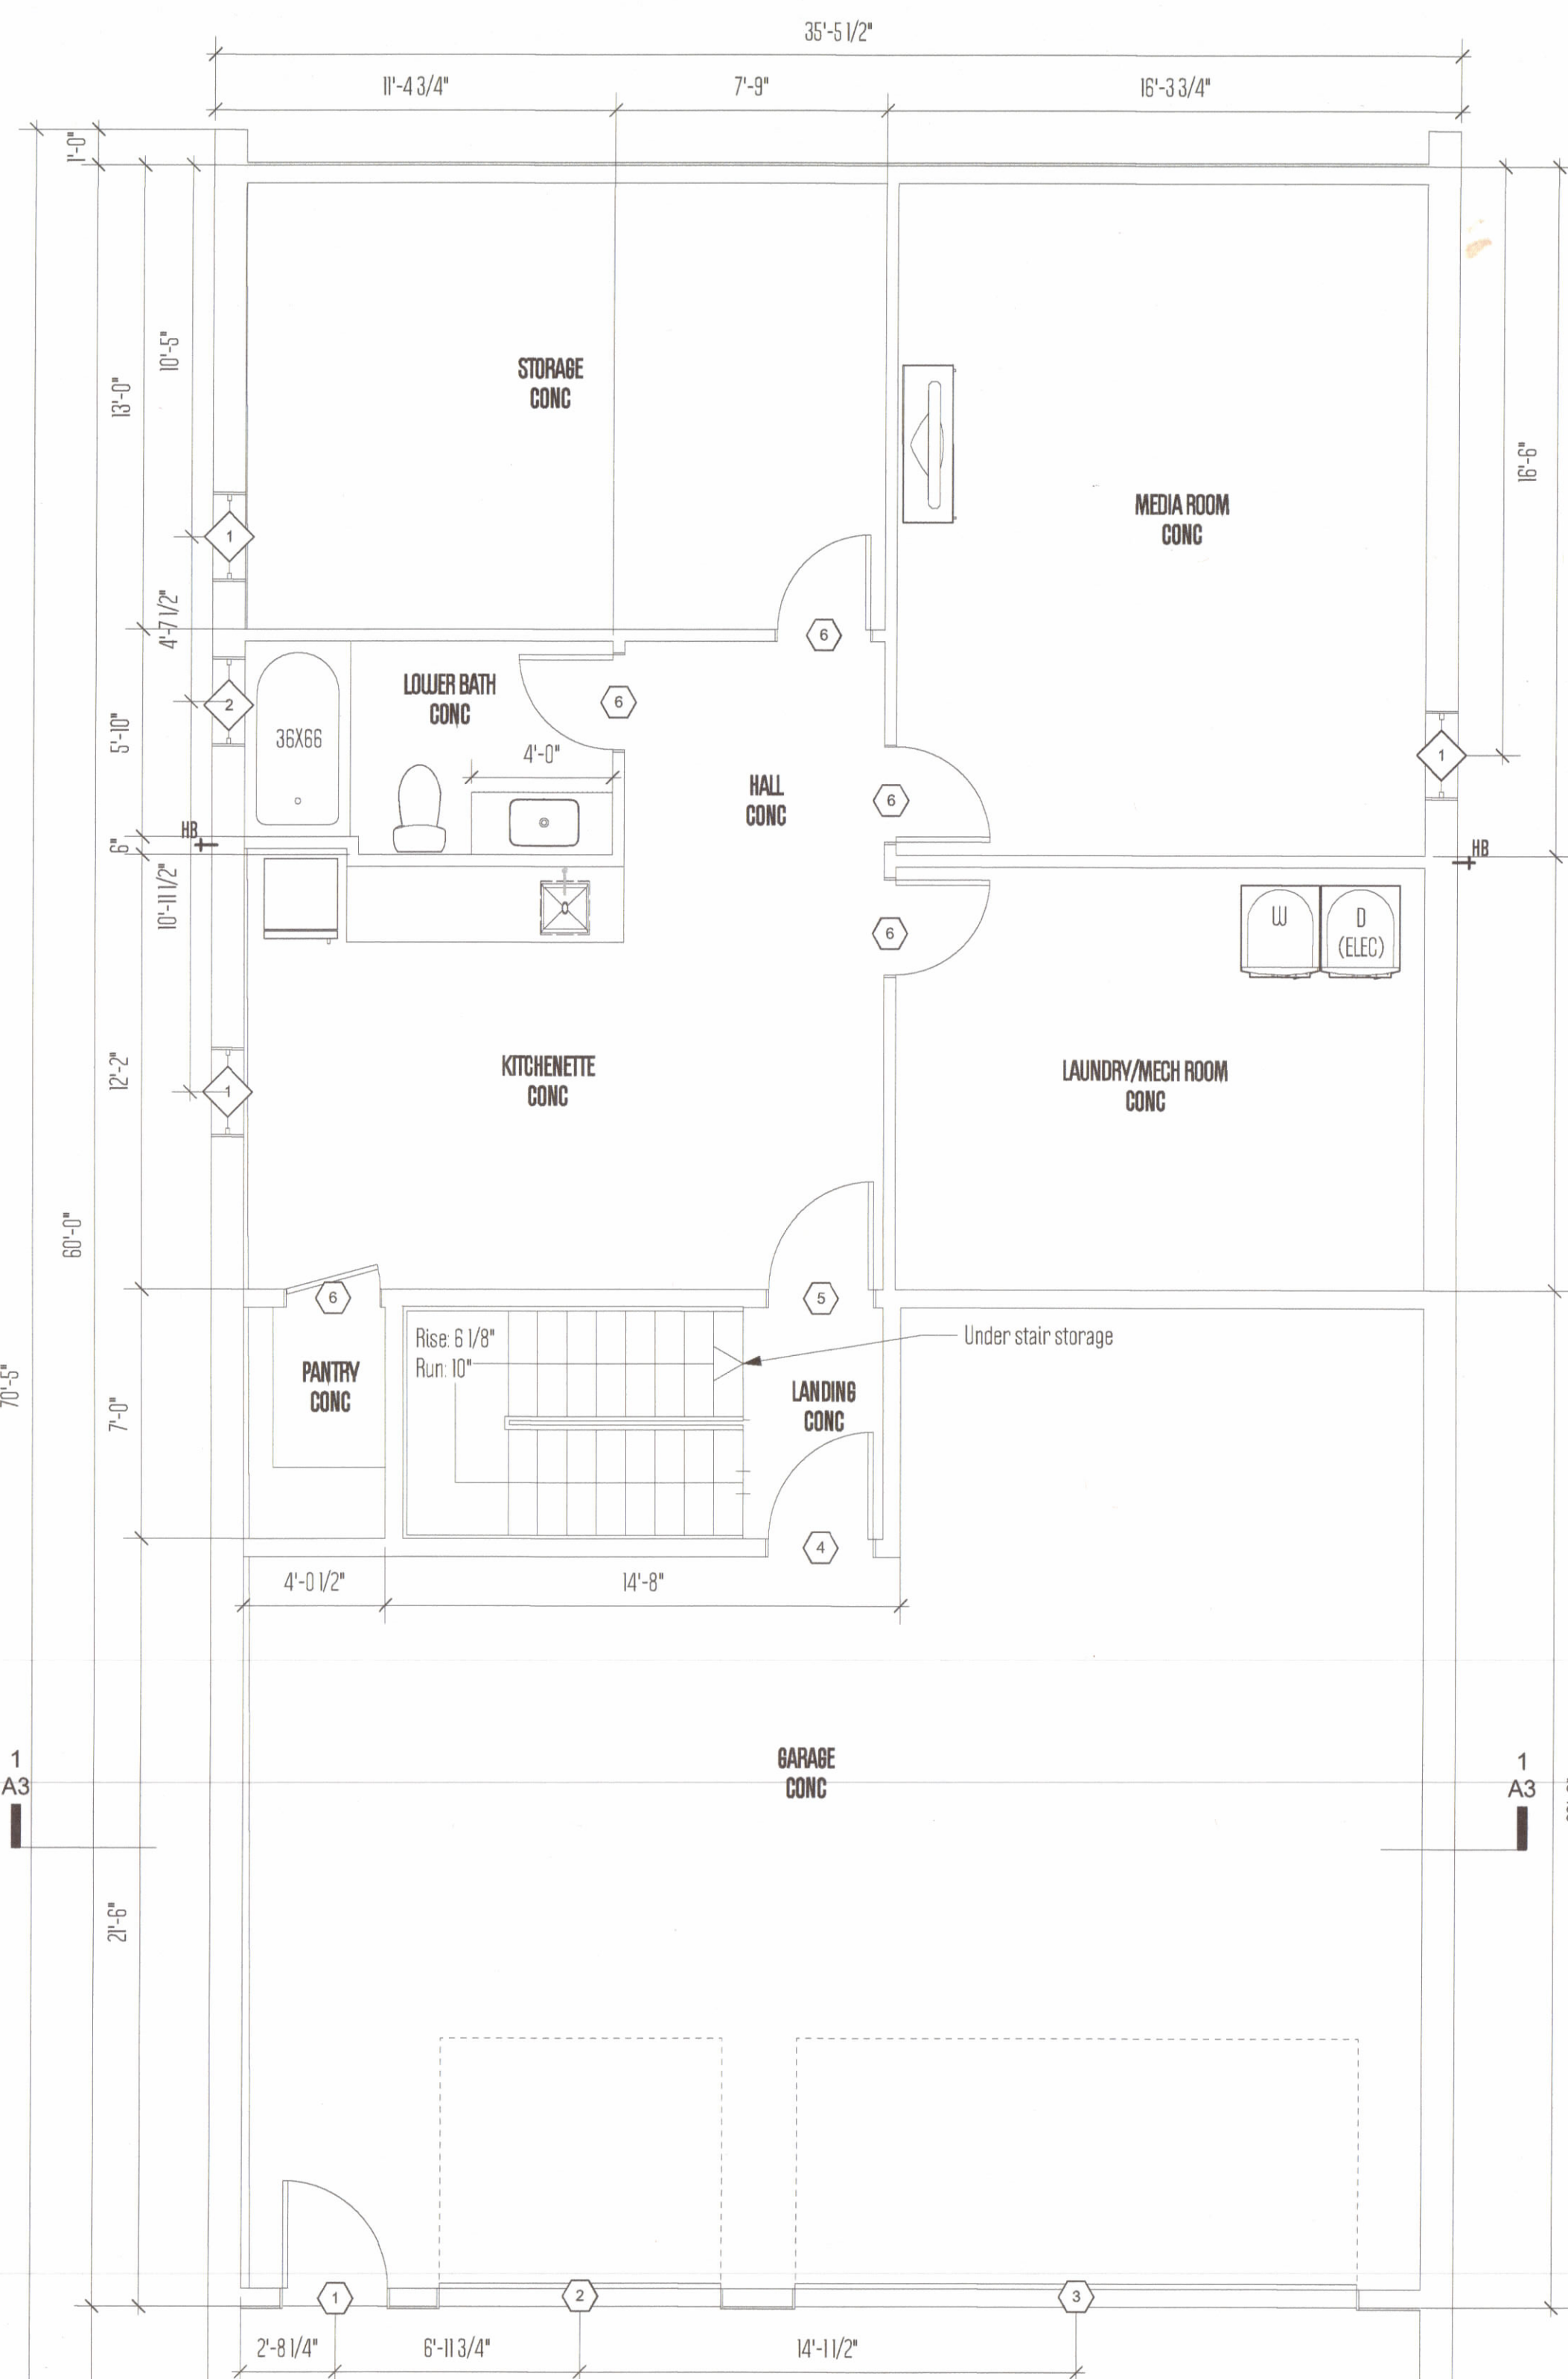 35'-5 1/2"
11'-4 3/4"
7'-9"
16'-3 3/4"
1'-0"
10'-5"
13'-0"
STORAGE
CONC
16'-6"
MEDIA ROOM
CONC
1
6
4'-7 1/2"
LOWER BATH
CONC
6
2
5'-10"
36X66
4'-0"
1
HALL
CONC
6
HB
6"
HB
10'-11 1/2"
W
D
(ELEC)
6
KITCHENETTE
CONC
LAUNDRY/MECH ROOM
CONC
12'-2"
1
60'-0"
6
5
Rise: 6 1/8"
Run: 10"
Under stair storage
PANTRY
CONC
LANDING
CONC
70'-5"
7'-0"
4
4'-0 1/2"
14'-8"
GARAGE
CONC
1
A3
1
A3
21'-6"
1
2
3
2'-8 1/4"
6'-11 3/4"
14'-1 1/2"